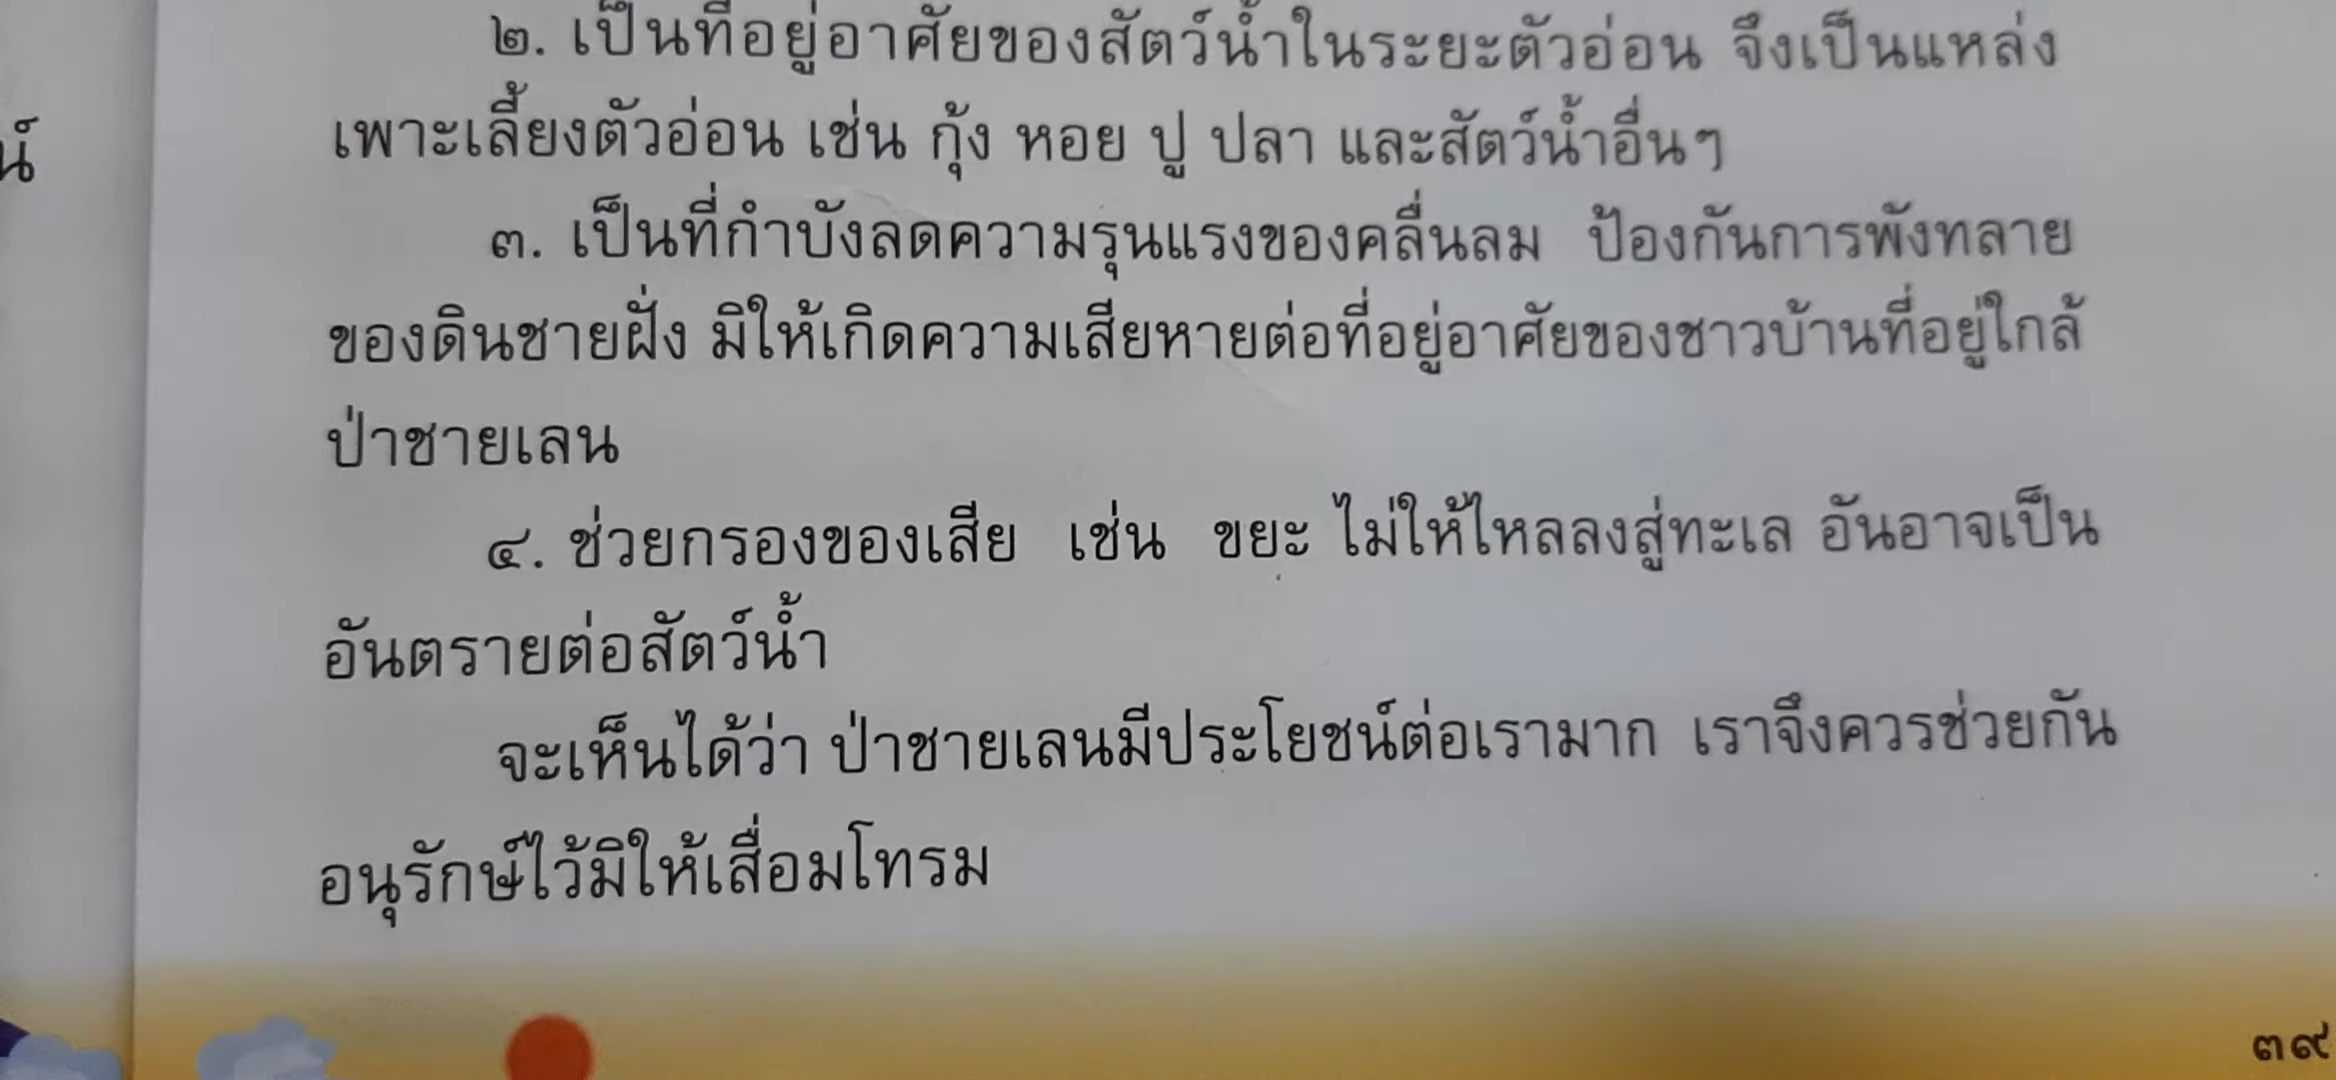 ๒. เป็นที่อยู่อาศัยของสัตว์น้ำในระยะตัวอ่อน จึงเป็นแหล่ง
เพาะเลี้ยงตัวอ่อน เช่น กุ้ง หอย ปู ปลา และสัตว์น้ำอื่นๆ
๓. เป็นที่กำบังลดความรุนแรงของคลื่นลม ป้องกันการพังทลาย
ของดินชายฝั่ง มิให้เกิดความเสียหายต่อที่อยู่อาศัยของชาวบ้านที่อยู่ใกล้
ป่าชายเลน
๔. ช่วยกรองของเสีย เช่น ขยะ ไม่ให้ไหลลงสู่ทะเล อันอาจเป็น
อันตรายต่อสัตว์น้ำ
จะเห็นได้ว่า ป่าชายเลนมีประโยชน์ต่อเรามาก เราจึงควรช่วยกัน
อนุรักษ์ไว้มิให้เสื่อมโทรม
๓๙